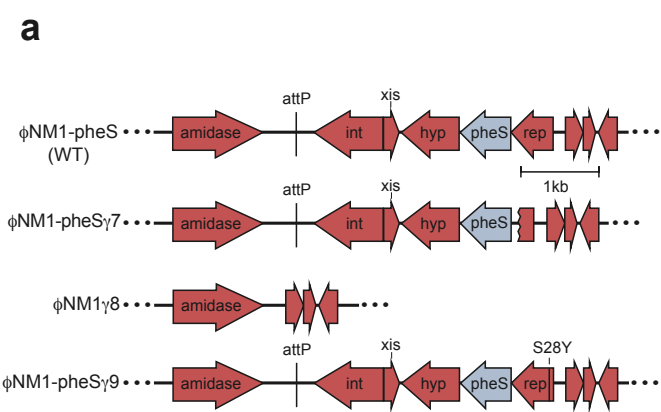 a
attP
xis
ϕNM1-pheS
(WT)
amidase
int
hyp
pheS
rep
1kb
attP
xis
ϕNM1-pheSγ7
amidase
int
hyp
pheS
ϕNM1γ8
amidase
attP
xis
S28Y
ϕNM1-pheSγ9
amidase
int
hyp
pheS
rep